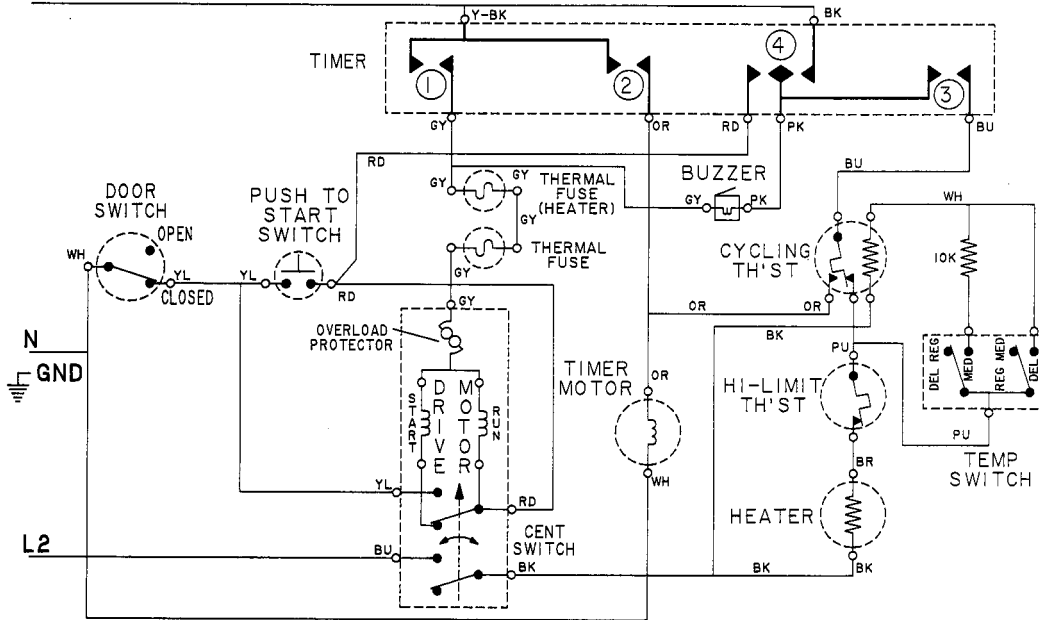 Y-BK
BK
TIMER
1
2
4
3
GY
OR
RD
PK
BU
RD
BU
GY
GY
THERMAL
FUSE
(HEATER)
GY
THERMAL
FUSE
GY
BUZZER
GY
PK
DOOR
SWITCH
OPEN
WH
YL
CLOSED
PUSH TO
START
SWITCH
YL
RD
CYCLING
TH'ST
WH
10K
OR
OR
BK
GY
OVERLOAD
PROTECTOR
N
GND
TIMER
MOTOR
OR
WH
PU
HI-LIMIT
TH'ST
DEL REG
MED
REG MED
DEL
PU
TEMP
SWITCH
START
DRIVE
MOTOR
RUN
BR
YL
RD
HEATER
CENT
SWITCH
L2
BU
BK
BK
BK